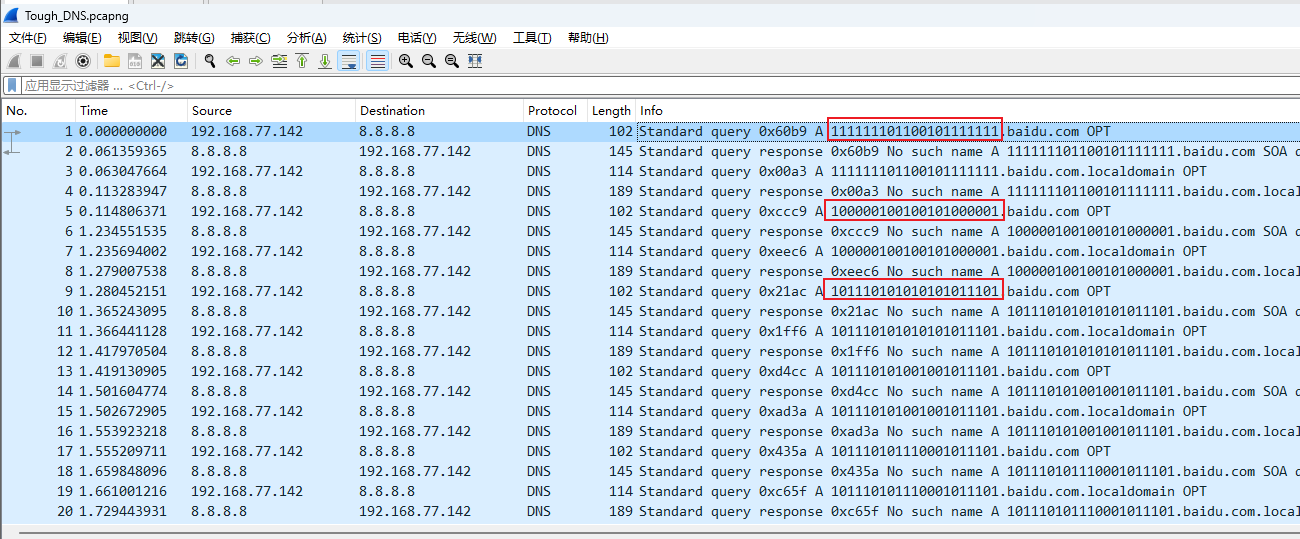 Tough_DNS.pcapng
文件(F) 编辑(E) 视图(V) 跳转(G) 捕获(C) 分析(A) 统计(S) 电话(Y) 无线(W) 工具(T) 帮助(H)
应用显示过滤器 … <Ctrl-/>
No. Time Source Destination Protocol Length Info
1 0.000000000 192.168.77.142 8.8.8.8 DNS 102 Standard query 0x60b9 A 111111101100101111111.baidu.com OPT
2 0.061359365 8.8.8.8 192.168.77.142 DNS 145 Standard query response 0x60b9 No such name A 111111101100101111111.baidu.com SOA
3 0.063047664 192.168.77.142 8.8.8.8 DNS 114 Standard query 0x00a3 A 111111101100101111111.baidu.com.localdomain OPT
4 0.113283947 8.8.8.8 192.168.77.142 DNS 189 Standard query response 0x00a3 No such name A 111111101100101111111.baidu.com.local
5 0.114806371 192.168.77.142 8.8.8.8 DNS 102 Standard query 0xccc9 A 100000100100101000001.baidu.com OPT
6 1.234551535 8.8.8.8 192.168.77.142 DNS 145 Standard query response 0xccc9 No such name A 100000100100101000001.baidu.com SOA
7 1.235694002 192.168.77.142 8.8.8.8 DNS 114 Standard query 0xeec6 A 100000100100101000001.baidu.com.localdomain OPT
8 1.279007538 8.8.8.8 192.168.77.142 DNS 189 Standard query response 0xeec6 No such name A 100000100100101000001.baidu.com.local
9 1.280452151 192.168.77.142 8.8.8.8 DNS 102 Standard query 0x21ac A 101110101010101011101.baidu.com OPT
10 1.365243095 8.8.8.8 192.168.77.142 DNS 145 Standard query response 0x21ac No such name A 101110101010101011101.baidu.com SOA
11 1.366441128 192.168.77.142 8.8.8.8 DNS 114 Standard query 0x1ff6 A 101110101010101011101.baidu.com.localdomain OPT
12 1.417970504 8.8.8.8 192.168.77.142 DNS 189 Standard query response 0x1ff6 No such name A 101110101010101011101.baidu.com.local
13 1.419130905 192.168.77.142 8.8.8.8 DNS 102 Standard query 0xd4cc A 101110101001001011101.baidu.com OPT
14 1.501604774 8.8.8.8 192.168.77.142 DNS 145 Standard query response 0xd4cc No such name A 101110101001001011101.baidu.com SOA
15 1.502672905 192.168.77.142 8.8.8.8 DNS 114 Standard query 0xad3a A 101110101001001011101.baidu.com.localdomain OPT
16 1.553923218 8.8.8.8 192.168.77.142 DNS 189 Standard query response 0xad3a No such name A 101110101001001011101.baidu.com.local
17 1.555209711 192.168.77.142 8.8.8.8 DNS 102 Standard query 0x435a A 101110101110001011101.baidu.com OPT
18 1.659848096 8.8.8.8 192.168.77.142 DNS 145 Standard query response 0x435a No such name A 101110101110001011101.baidu.com SOA
19 1.661001216 192.168.77.142 8.8.8.8 DNS 114 Standard query 0xc65f A 101110101110001011101.baidu.com.localdomain OPT
20 1.729443931 8.8.8.8 192.168.77.142 DNS 189 Standard query response 0xc65f No such name A 101110101110001011101.baidu.com.local